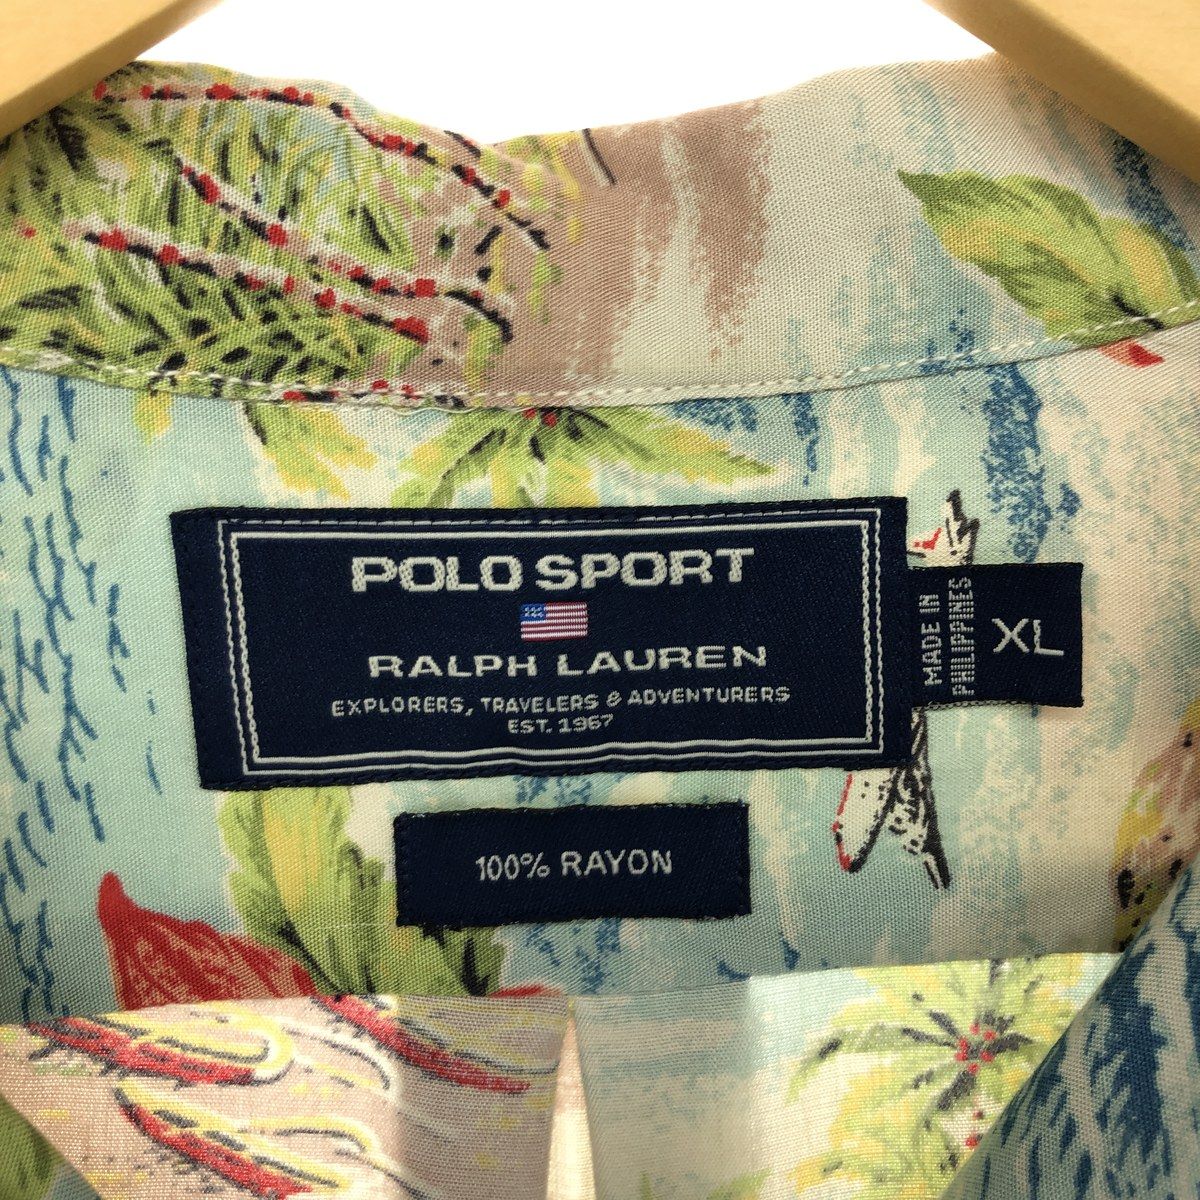 POLO SPORT
RALPH LAUREN
EXPLORERS, TRAVELERS & ADVENTURERS
EST. 1967
MADE IN
PHILIPPINES
XL
100% RAYON